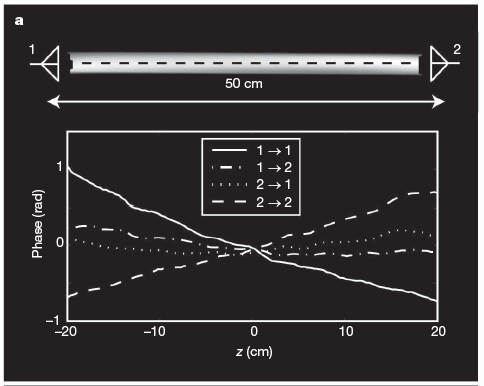 a
1 2
50 cm
1 → 1
1 → 2
2 → 1
2 → 2
1
0
−1
Phase (rad)
−20 −10 0 10 20
z (cm)